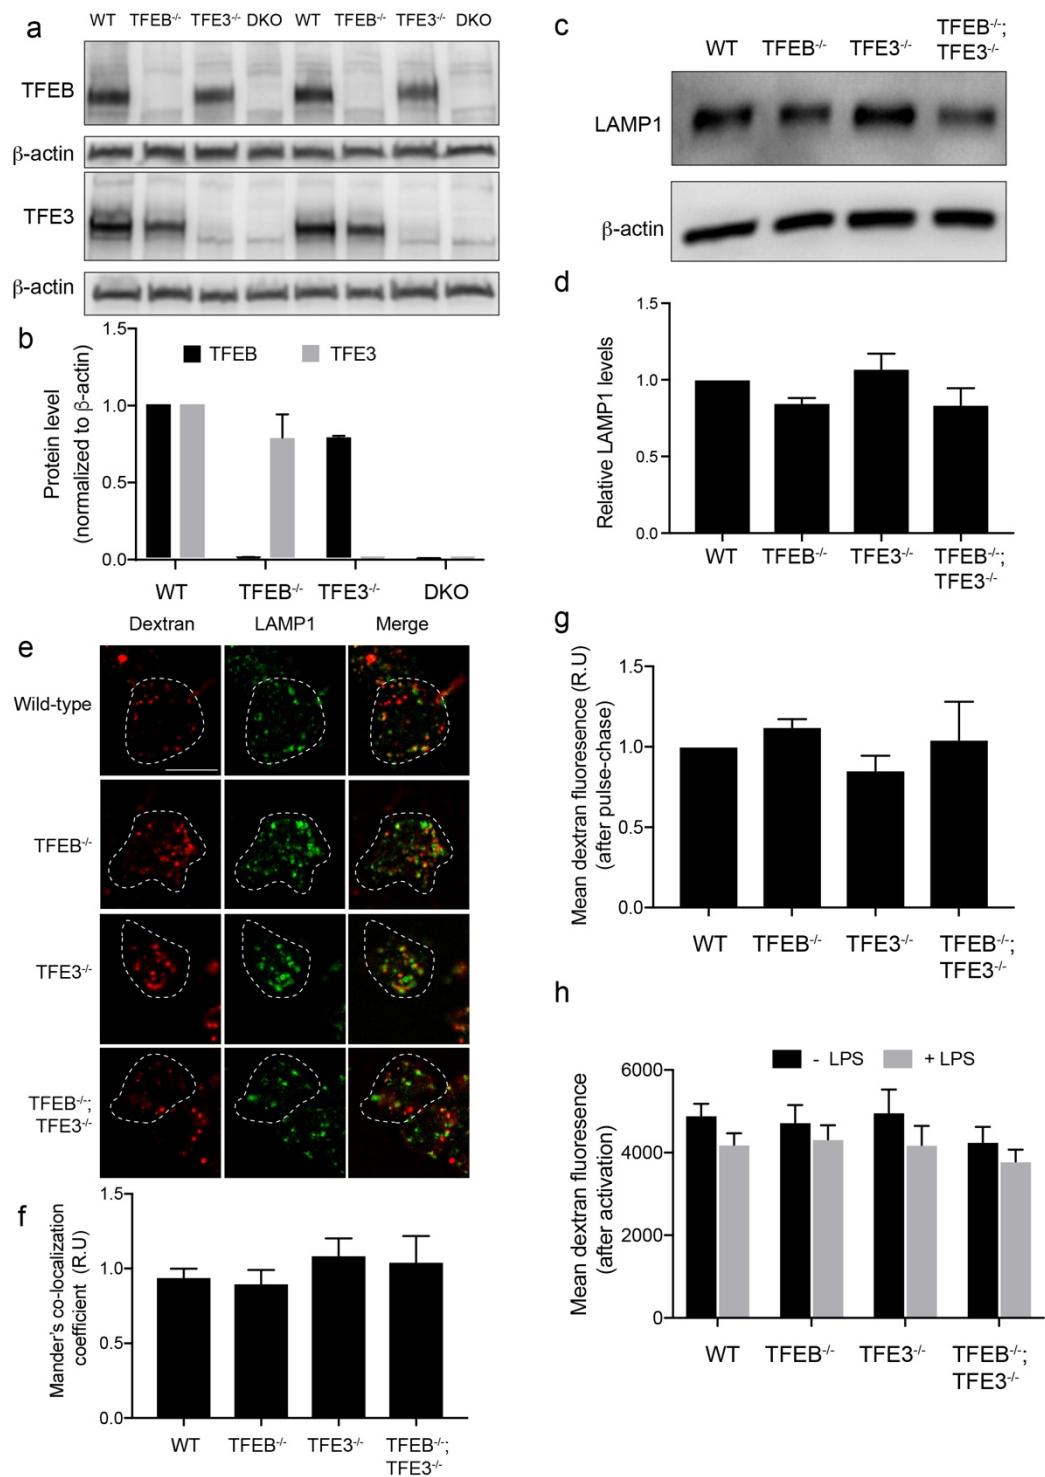 a
WT TFEB-/- TFE3-/- DKO WT TFEB-/- TFE3-/- DKO
TFEB
β-actin
TFE3
β-actin
b
Protein level
(normalized to β-actin)
1.5
1.0
0.5
0.0
TFEB TFE3
WT TFEB-/- TFE3-/- DKO
c
WT TFEB-/- TFE3-/- TFEB-/-;
TFE3-/-
LAMP1
β-actin
d
Relative LAMP1 levels
1.5
1.0
0.5
0.0
WT TFEB-/- TFE3-/- TFEB-/-;
TFE3-/-
e
Dextran LAMP1 Merge
Wild-type
TFEB-/-
TFE3-/-
TFEB-/-;
TFE3-/-
f
Mander's co-localization
coefficient (R.U)
1.5
1.0
0.5
0.0
WT TFEB-/- TFE3-/- TFEB-/-;
TFE3-/-
g
Mean dextran fluoresence (R.U)
(after pulse-chase)
1.5
1.0
0.5
0.0
WT TFEB-/- TFE3-/- TFEB-/-;
TFE3-/-
h
Mean dextran fluoresence
(after activation)
- LPS + LPS
6000
4000
2000
0
WT TFEB-/- TFE3-/- TFEB-/-;
TFE3-/-